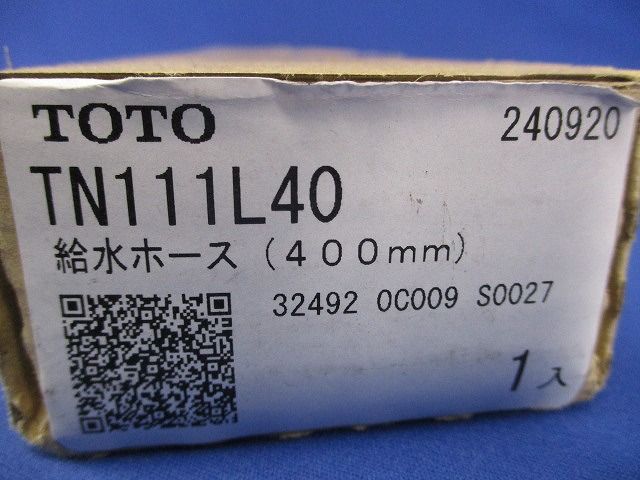 TOTO 240920
TN111L40
給水ホース（４００ｍｍ）
32492 0C009 S0027
1入